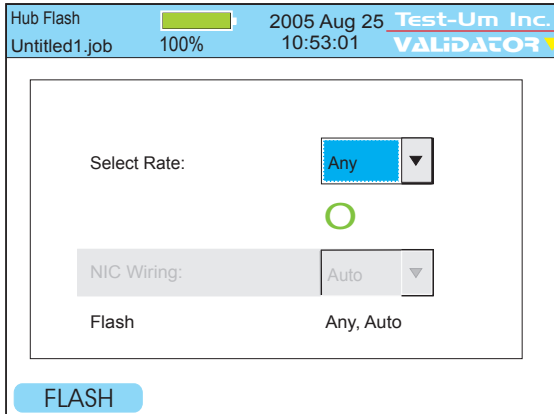 Hub Flash 2005 Aug 25 Test-Um Inc.
Untitled1.job 100% 10:53:01 VALiDATOR
Select Rate: Any
NIC Wiring: Auto
Flash Any, Auto
FLASH